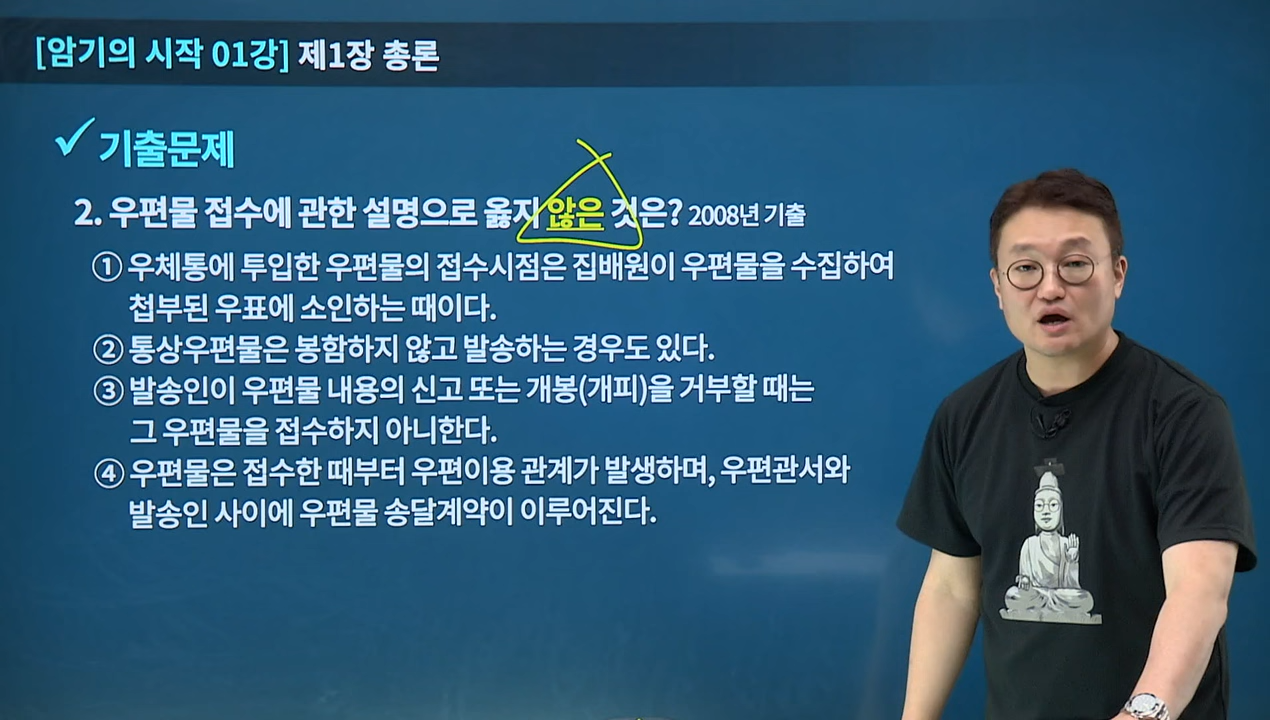 [암기의 시작 01강] 제1장 총론
기출문제
2. 우편물 접수에 관한 설명으로 옳지 않은 것은? 2008년 기출
① 우체통에 투입한 우편물의 접수시점은 집배원이 우편물을 수집하여
첩부된 우표에 소인하는 때이다.
② 통상우편물은 봉함하지 않고 발송하는 경우도 있다.
③ 발송인이 우편물 내용의 신고 또는 개봉(개피)을 거부할 때는
그 우편물을 접수하지 아니한다.
④ 우편물은 접수한 때부터 우편이용 관계가 발생하며, 우편관서와
발송인 사이에 우편물 송달계약이 이루어진다.